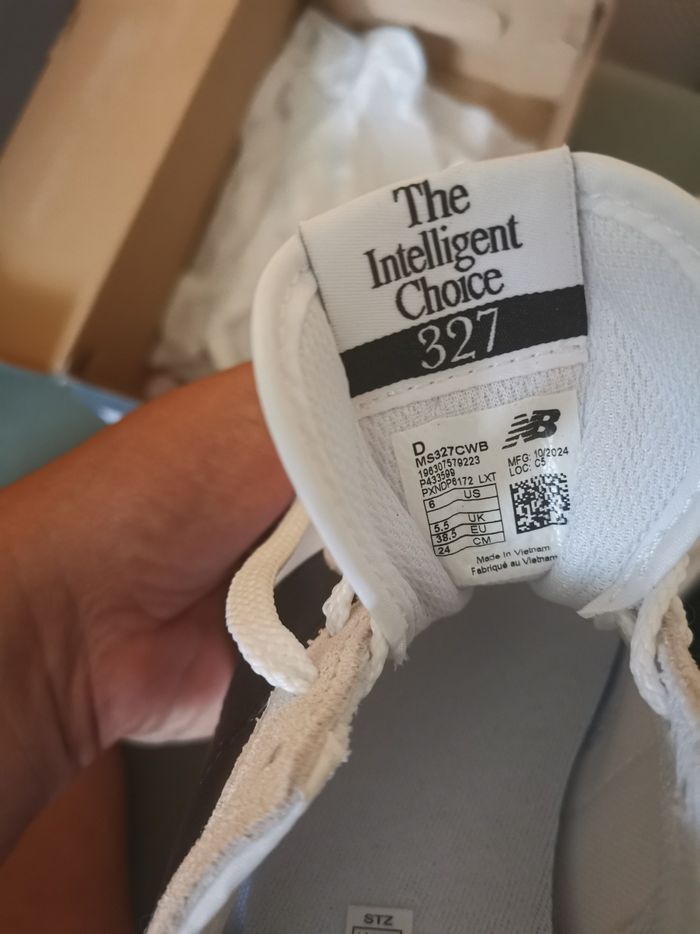 The
Intelligent
Choice
327
D
MS327CWB
196307579223
P433599
PXNDP6172 LXT
NB
MFG: 10/2024
LOC: C5
6 US
5.5 UK
38.5 EU
24 CM
Made in Vietnam
Fabriqué au Vietnam
STZ